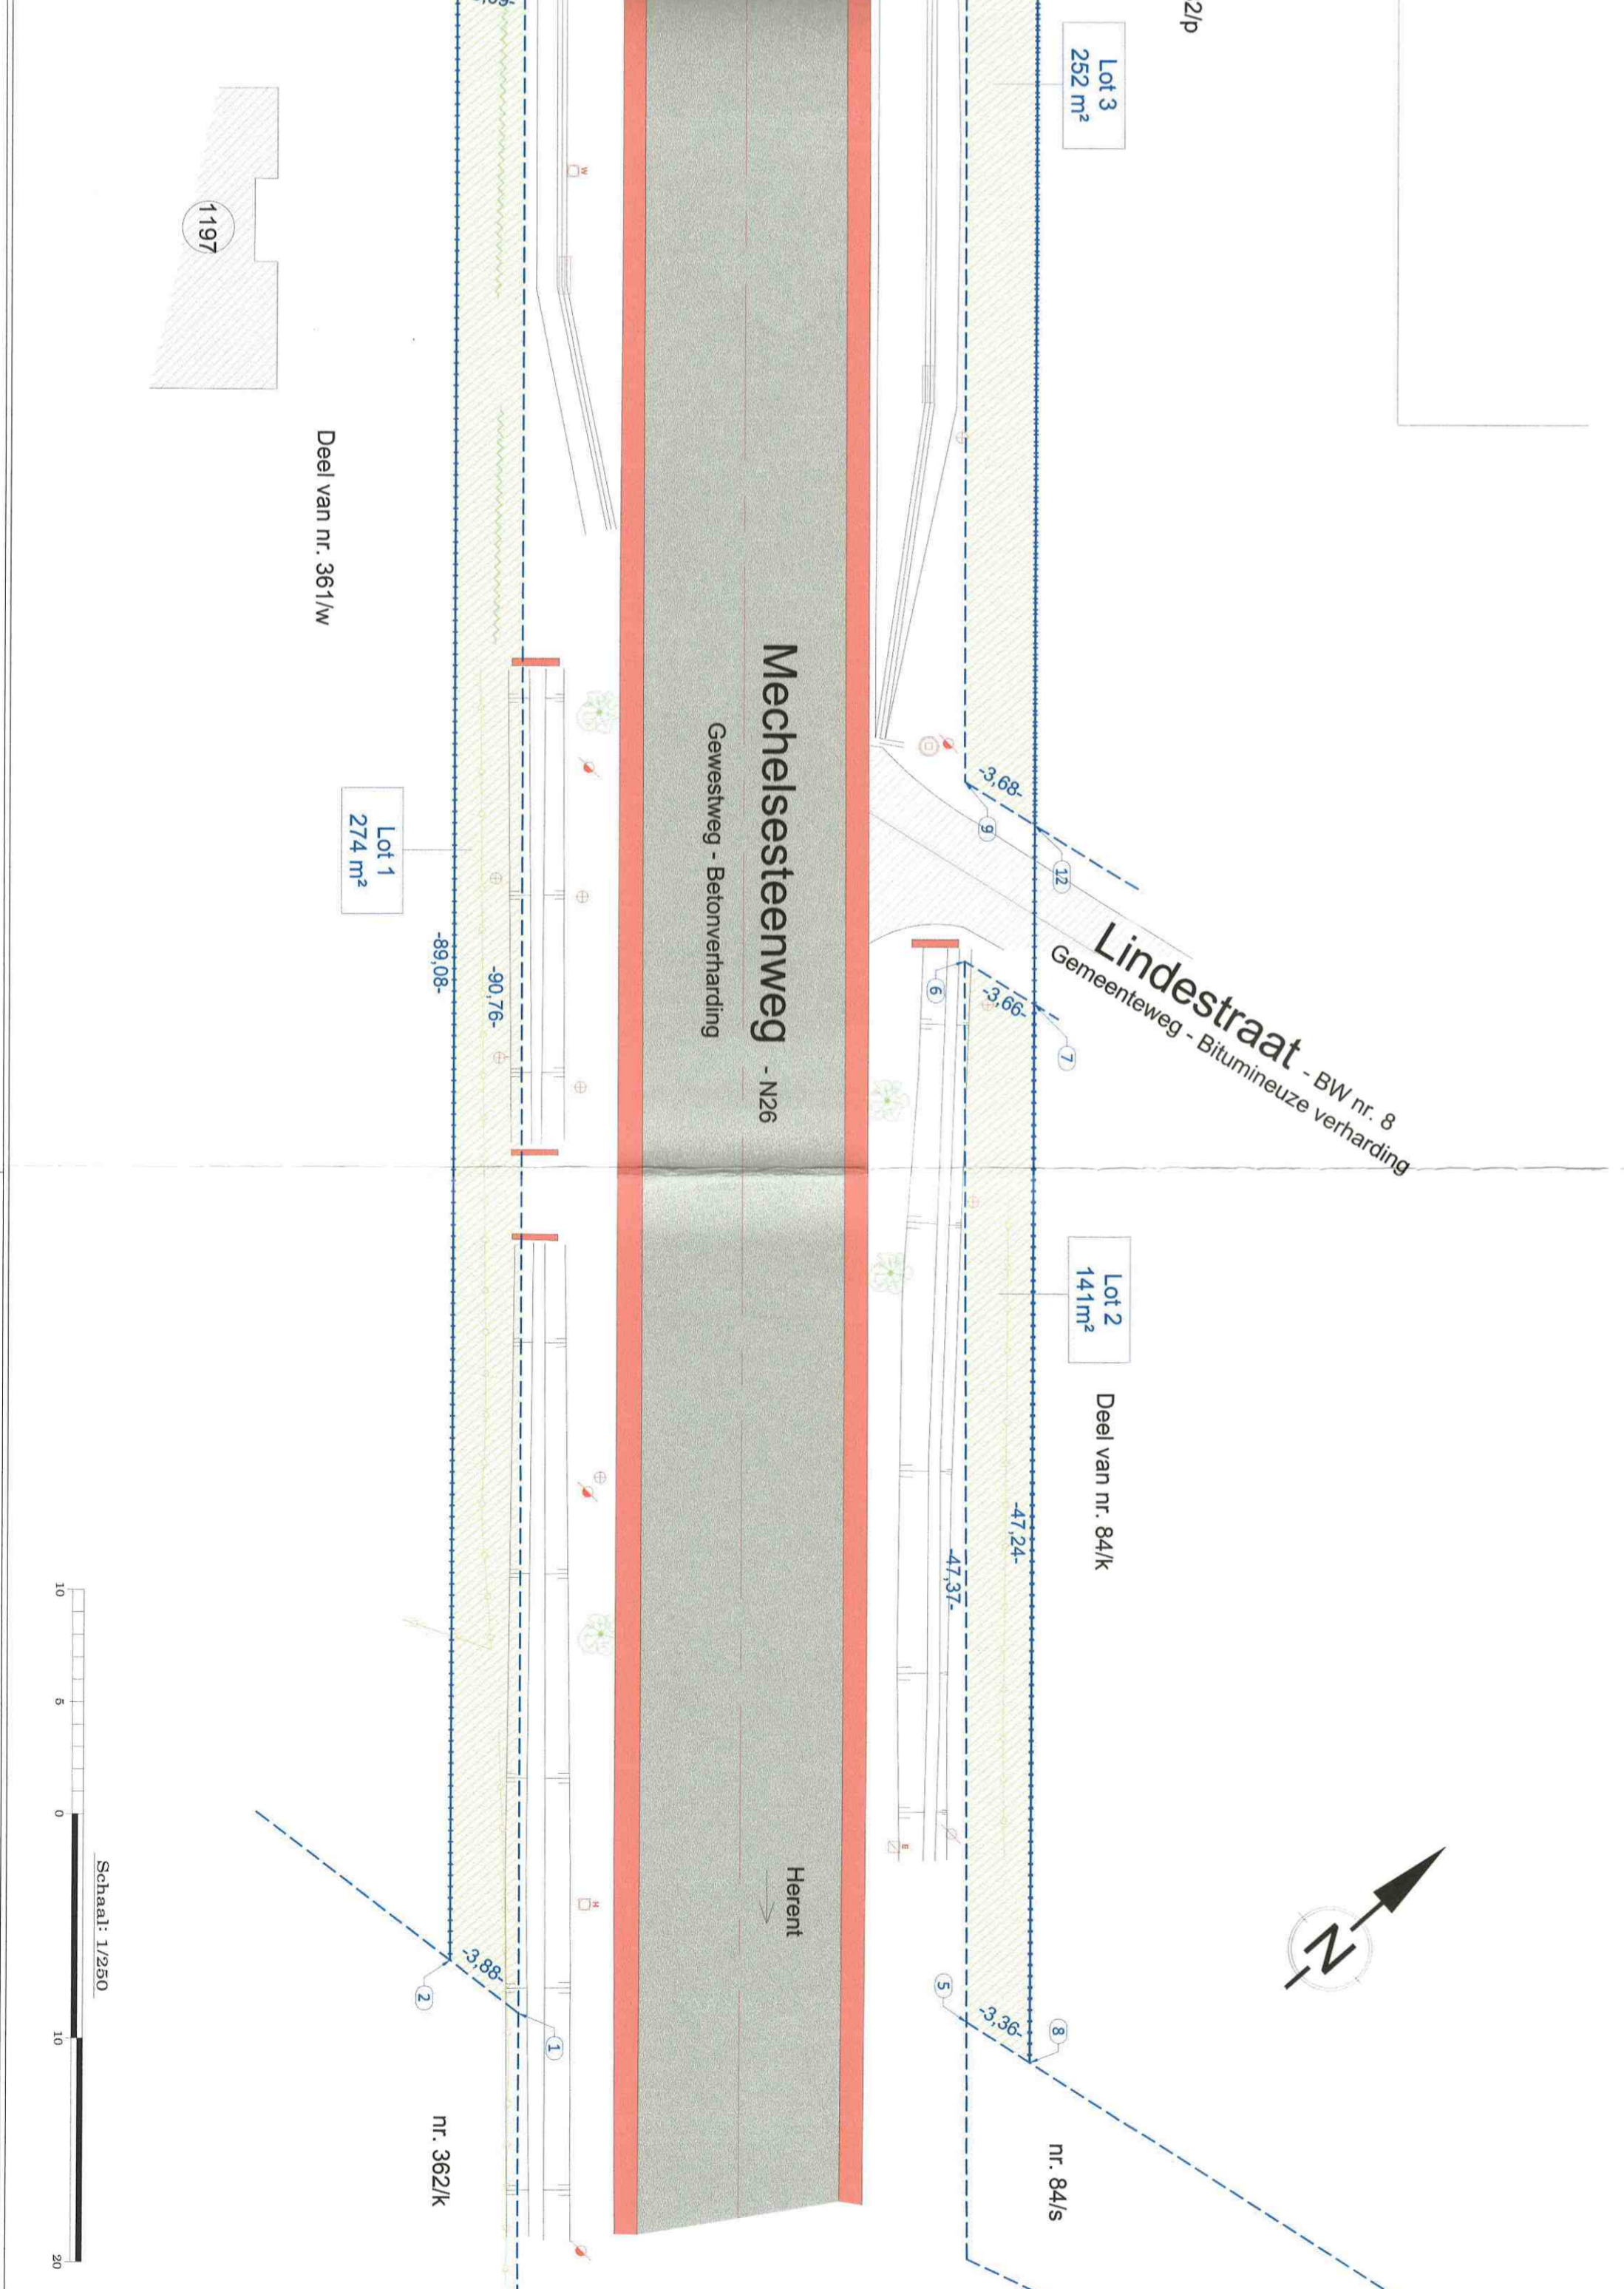 2/p
Lot 3
252 m²
1197
Deel van nr. 361/w
W
Lot 1
274 m²
-89,08-
-90,76-
Mechelsesteenweg - N26
Gewestweg - Betonverharding
-3,68-
9
12
Lindestraat - BW nr. 8
Gemeenteweg - Bitumineuze verharding
6
-3,66-
7
Lot 2
141m²
Deel van nr. 84/k
-47,24-
-47,37-
B
Herent
H
N
5
-3,36-
8
-3,88-
2
1
nr. 362/k
nr. 84/s
10
5
0
10
20
Schaal: 1/250